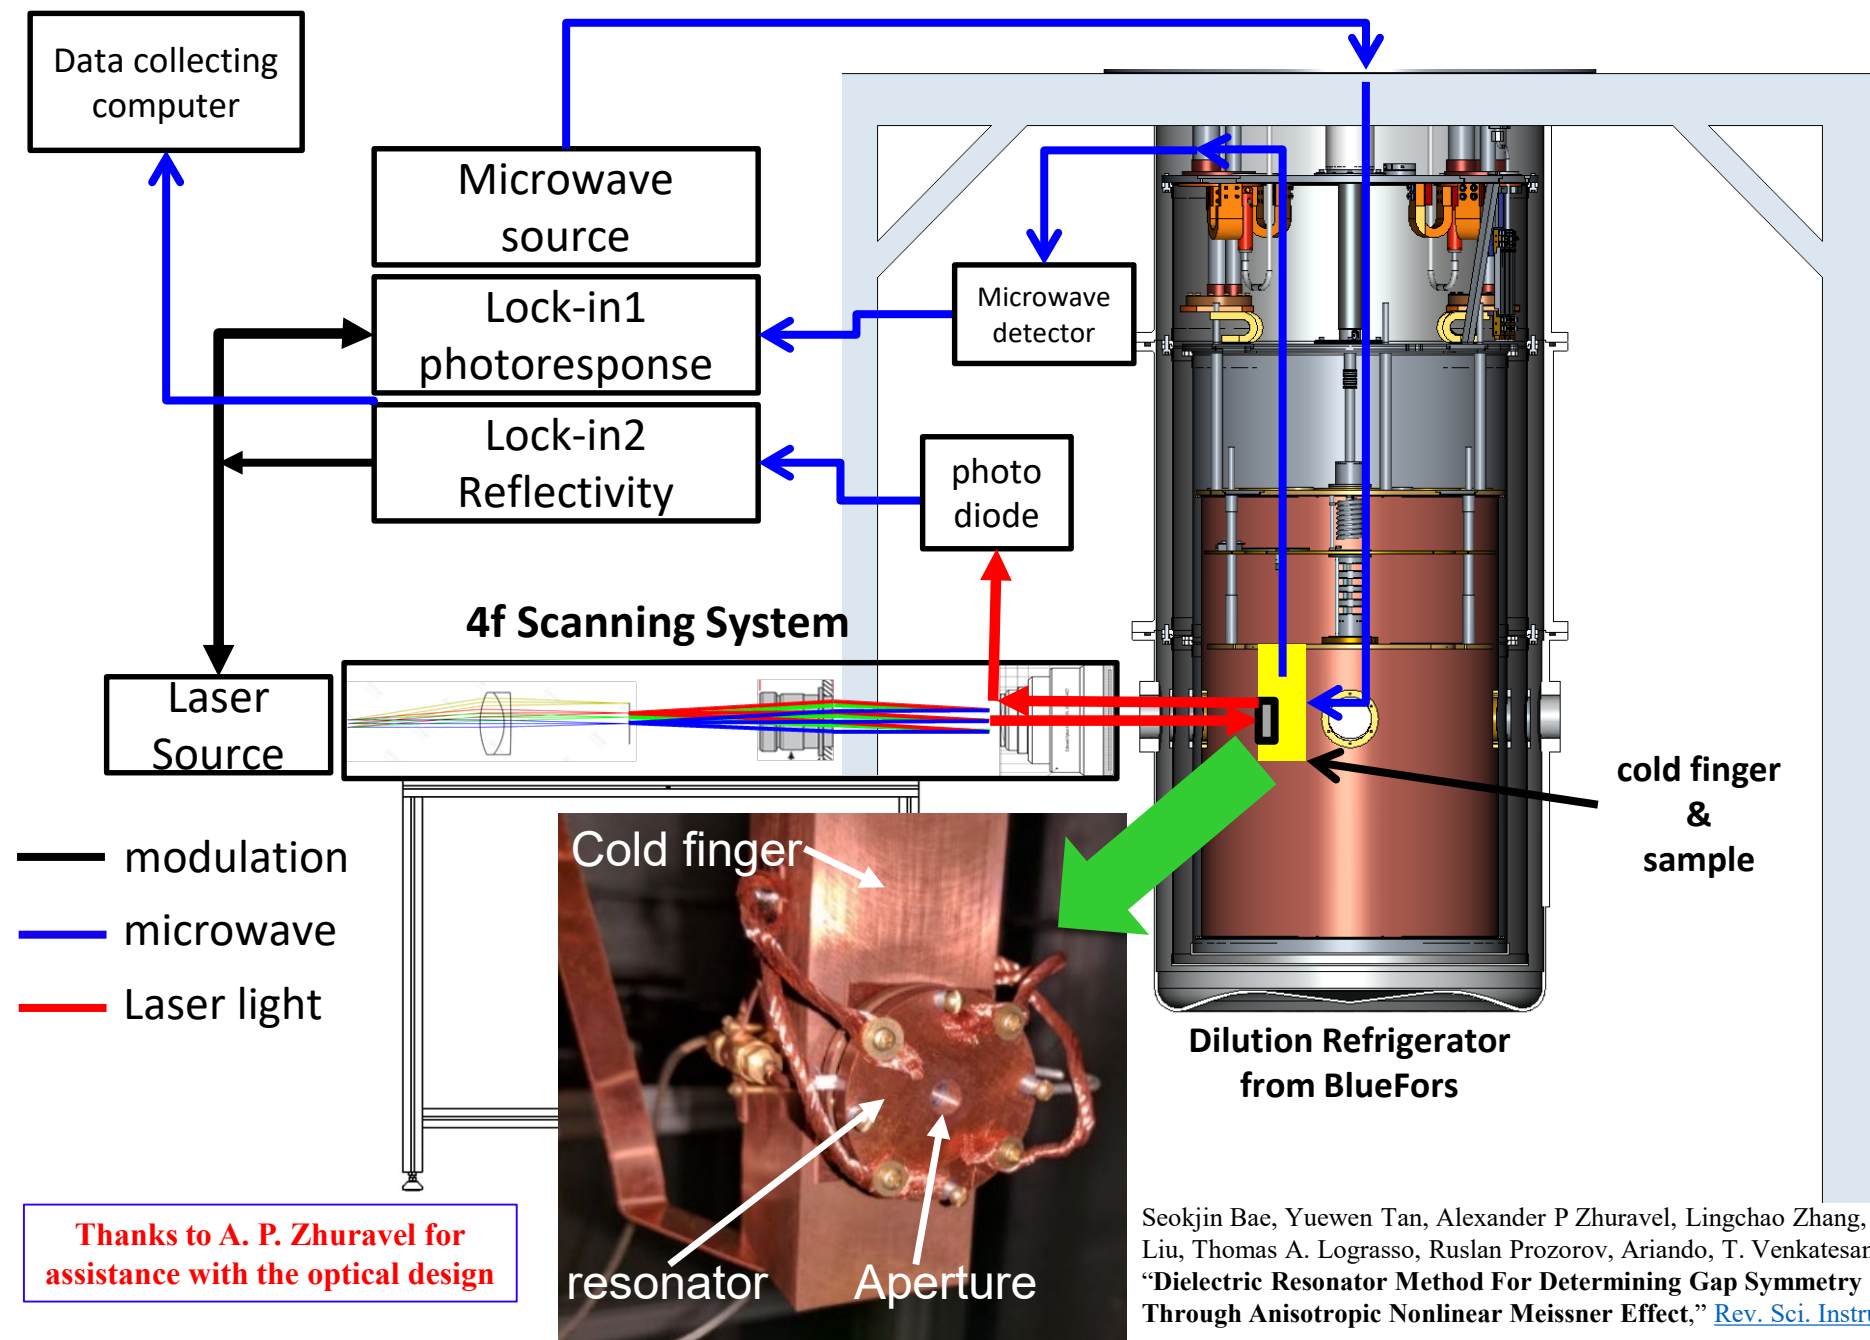 Data collecting
computer
Microwave
source
Lock-in1
photoresponse
Lock-in2
Reflectivity
Microwave
detector
photo
diode
4f Scanning System
Laser
Source
modulation
microwave
Laser light
cold finger
&
sample
Cold finger
resonator
Aperture
Dilution Refrigerator
from BlueFors
Thanks to A. P. Zhuravel for
assistance with the optical design
Seokjin Bae, Yuewen Tan, Alexander P Zhuravel, Lingchao Zhang,
Liu, Thomas A. Lograsso, Ruslan Prozorov, Ariando, T. Venkatesan
“Dielectric Resonator Method For Determining Gap Symmetry
Through Anisotropic Nonlinear Meissner Effect,” Rev. Sci.